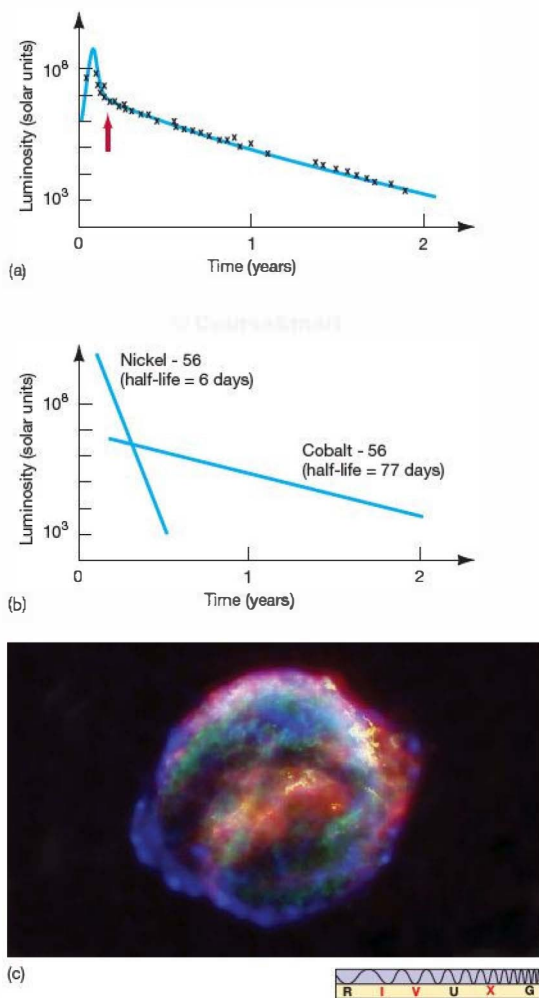 Luminosity (solar units)
10⁸
10³
0
1
2
Time (years)
(a)
Nickel - 56
(half-life = 6 days)
Luminosity (solar units)
10⁸
Cobalt - 56
(half-life = 77 days)
10³
0
1
2
Time (years)
(b)
(c)
R I V U X G